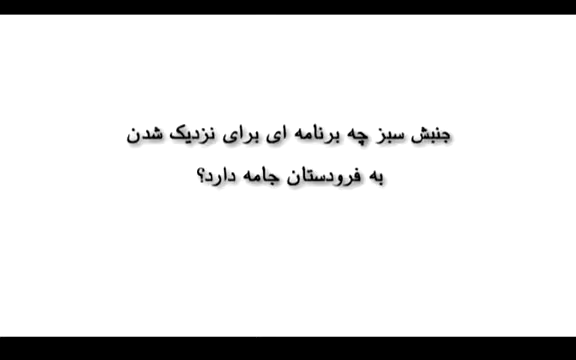 جنبش سبز چه برنامه ای برای نزدیک شدن
به فرودستان جامه دارد؟